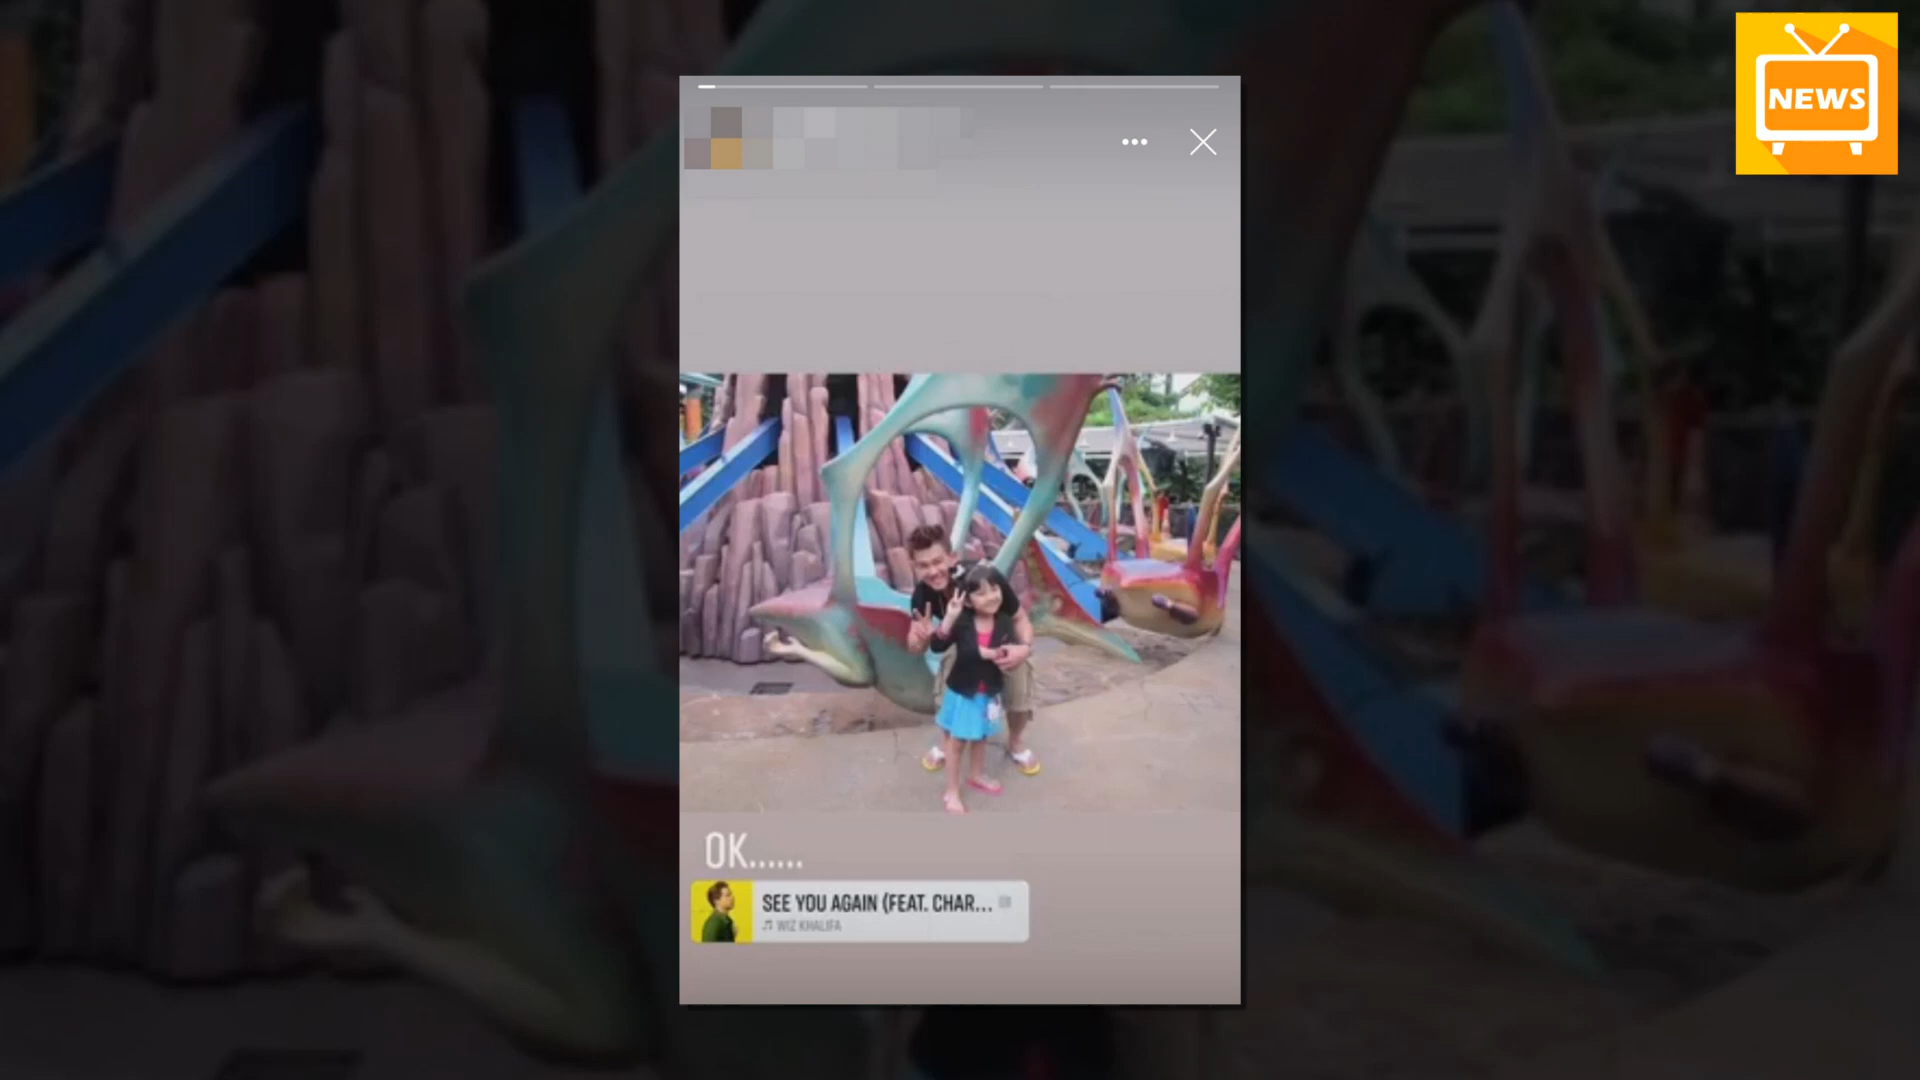 NEWS
OK......
SEE YOU AGAIN (FEAT. CHAR...
WIZ KHALIFA